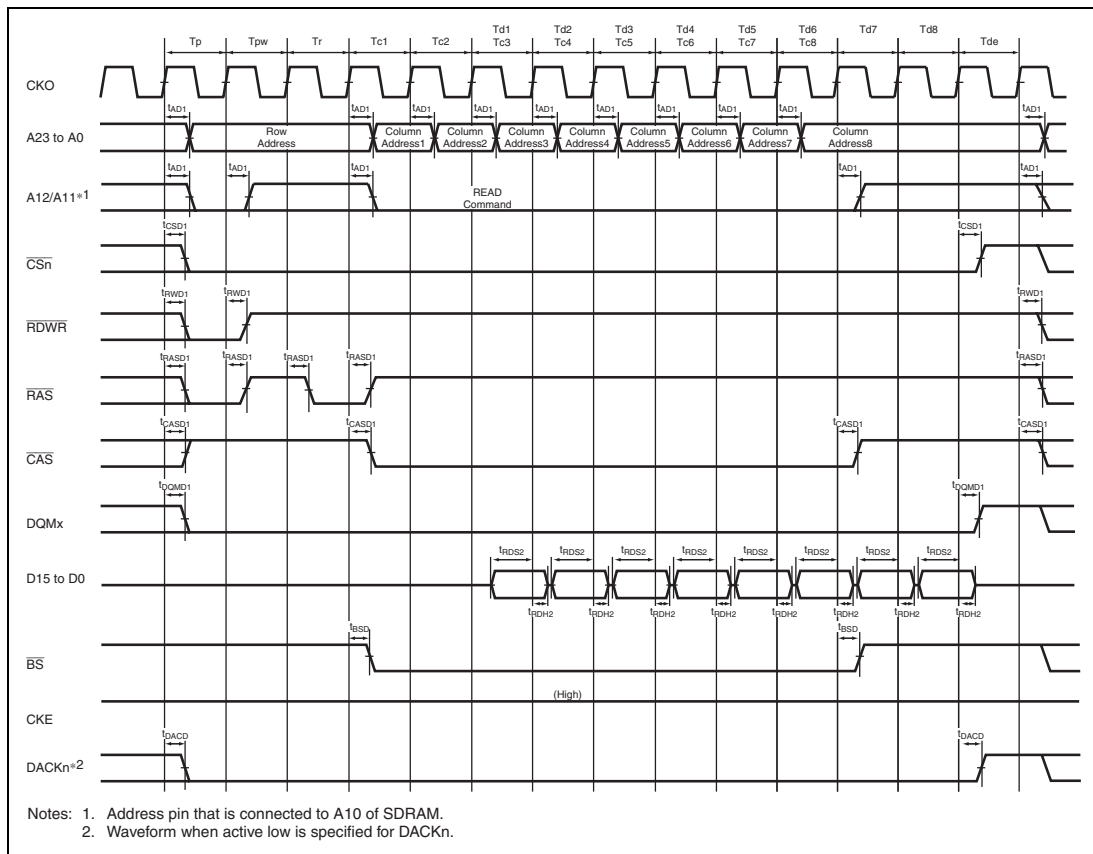 Td1 Td2 Td3 Td4 Td5 Td6
Tp Tpw Tr Tc1 Tc2 Tc3 Tc4 Tc5 Tc6 Tc7 Tc8 Td7 Td8 Tde
CKO
tAD1 tAD1 tAD1 tAD1 tAD1 tAD1 tAD1 tAD1 tAD1 tAD1
A23 to A0
Row Address
Column Address1
Column Address2
Column Address3
Column Address4
Column Address5
Column Address6
Column Address7
Column Address8
tAD1 tAD1 tAD1 tAD1 tAD1
A12/A11*1
READ Command
tCSD1 tCSD1
CSn
tRWD1 tRWD1 tRWD1
RDWR
tRASD1 tRASD1 tRASD1 tRASD1 tRASD1
RAS
tCASD1 tCASD1 tCASD1 tCASD1
CAS
tDQMD1 tDQMD1
DQMx
tRDS2 tRDS2 tRDS2 tRDS2 tRDS2 tRDS2 tRDS2 tRDS2
D15 to D0
tRDH2 tRDH2 tRDH2 tRDH2 tRDH2 tRDH2 tRDH2 tRDH2
tBSD tBSD
BS
(High)
CKE
tDACD tDACD
DACKn*2
Notes: 1. Address pin that is connected to A10 of SDRAM.
2. Waveform when active low is specified for DACKn.